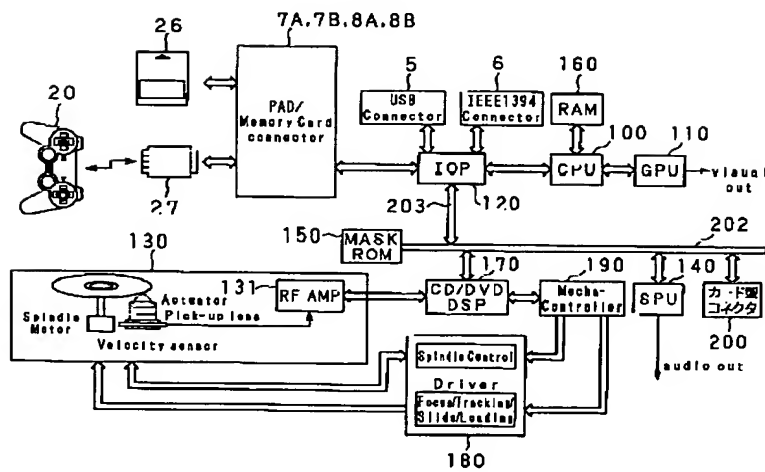 7A,7B,8A,8B
26
20
PAD/
Memory Card
connector
27
5
USB
Connector
6
IEEE1394
Connector
160
RAM
100
CPU
110
GPU
visual
out
IOP
203
120
202
150
MASK
ROM
130
170
190
140
Spindle
Motor
Actuator
Pick-up lens
Velocity sensor
131
RF AMP
CD/DVD
DSP
Mecha-
Controller
SPU
カード型
コネクタ
200
audio out
Spindle Control
Driver
Focus/Tracking/
Slide/Loading
180